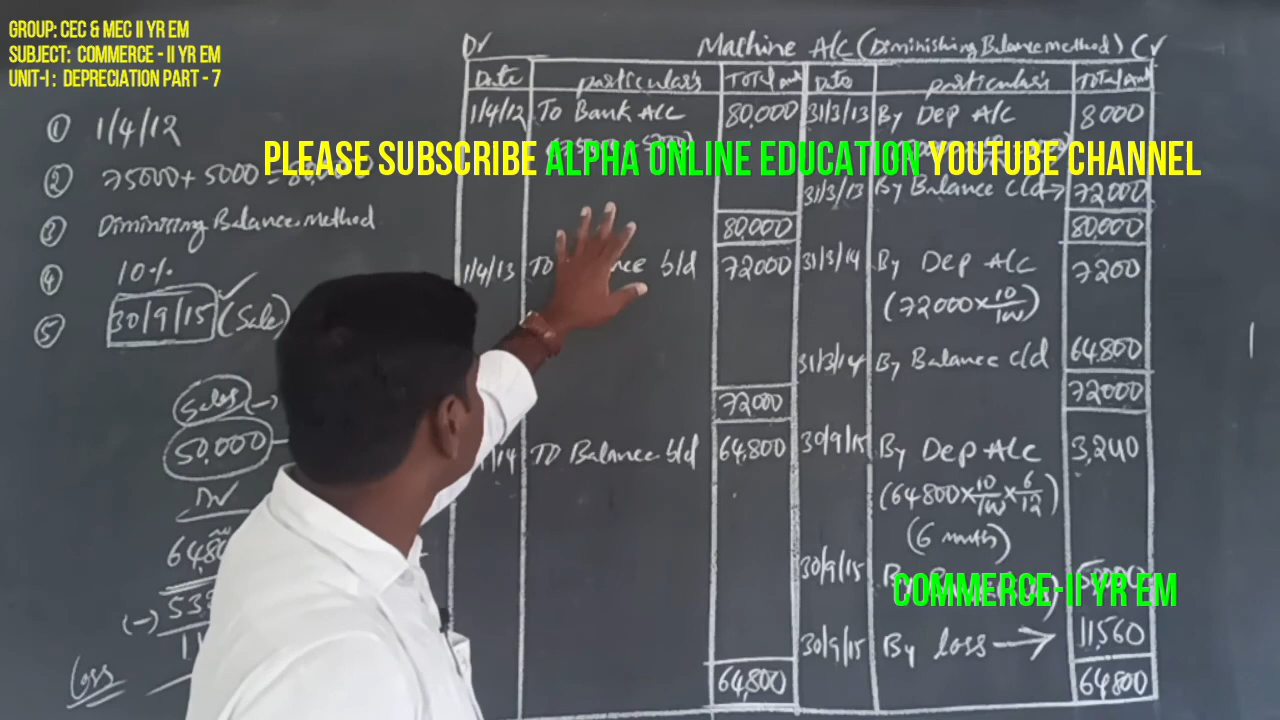 GROUP: CEC & MEC II YR EM
SUBJECT: COMMERCE - II YR EM
UNIT-I : DEPRECIATION PART - 7
① 1/4/12
② 75000+5000
③ Diminising Balance method
④ 10%
⑤ 30/9/15 (Sale)
Sales (-)
50,000
(-)
Loss
PLEASE SUBSCRIBE ALPHA ONLINE EDUCATION YOUTUBE CHANNEL
Dr Machine A/C (Diminishing Balance method) Cr
Date particulars Total amt Date particulars Total Amt
1/4/12 To Bank A/C 80,000 31/3/13 By Dep A/c 8000
31/3/13 By Balance c/d→ 72000
80,000 80,000
1/4/13 To b/d 72000 31/3/14 By Dep A/c 7200
(72000×10/100)
31/3/14 By Balance c/d 64,800
72000 72000
TO Balance b/d 64,800 30/9/15 By Dep A/c 3,240
(64800×10/100×6/12)
(6 months)
30/9/15
COMMERCE-II YR EM
30/9/15 By loss → 11,560
64,800 64800